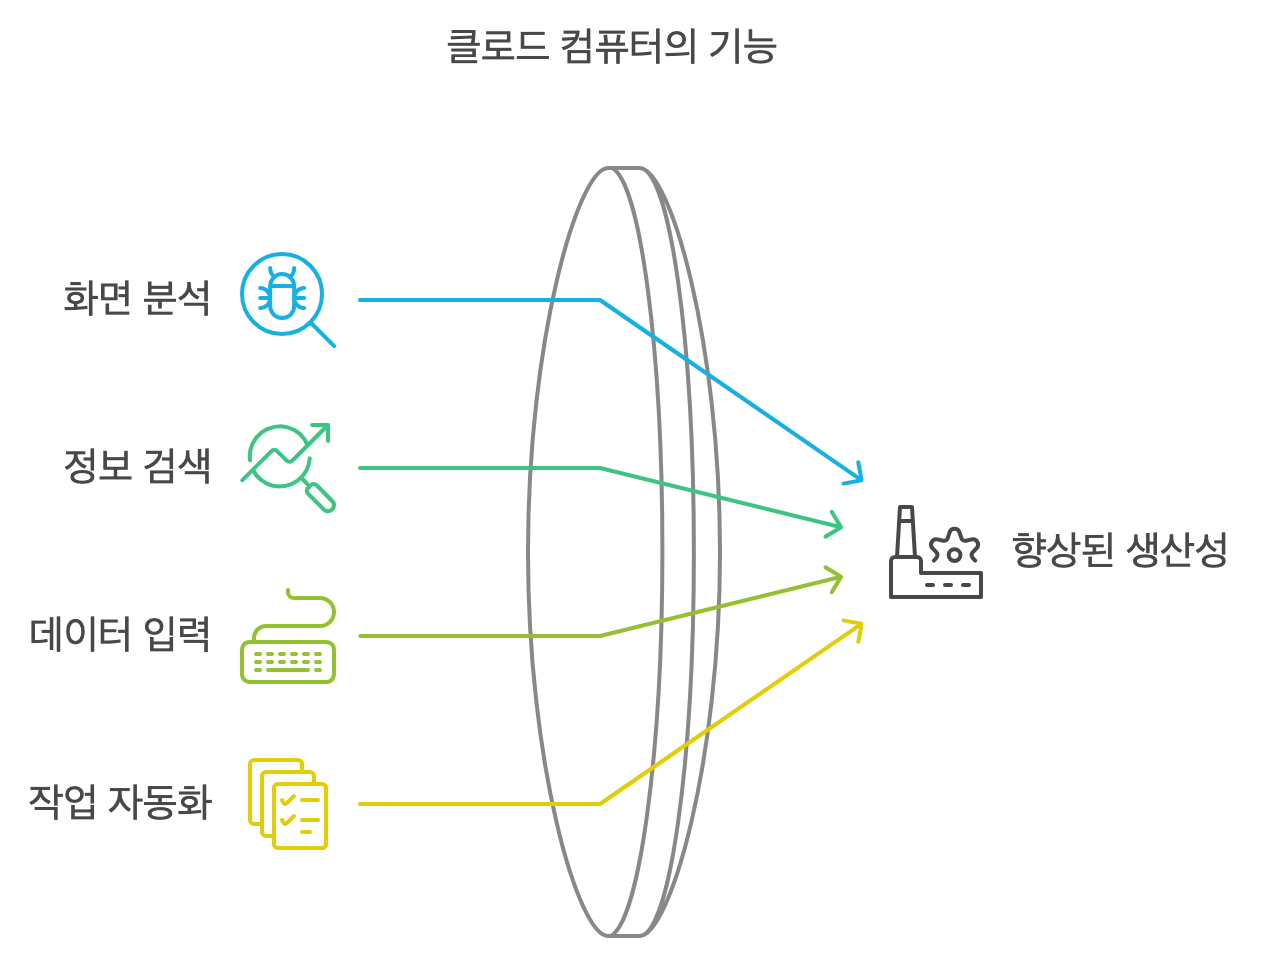 클로드 컴퓨터의 기능
화면 분석
정보 검색
데이터 입력
작업 자동화
향상된 생산성